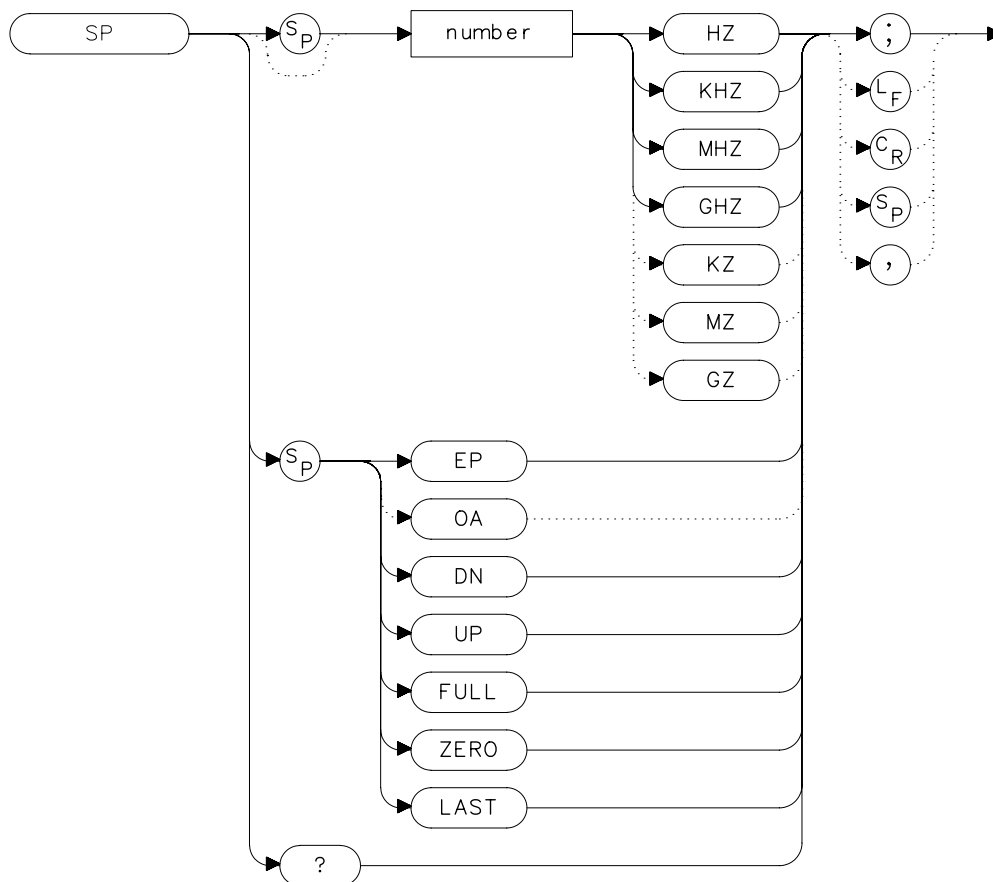 SP SP number HZ ;
KHZ LF
MHZ CR
GHZ SP
KZ ,
MZ
GZ
SP EP
OA
DN
UP
FULL
ZERO
LAST
?